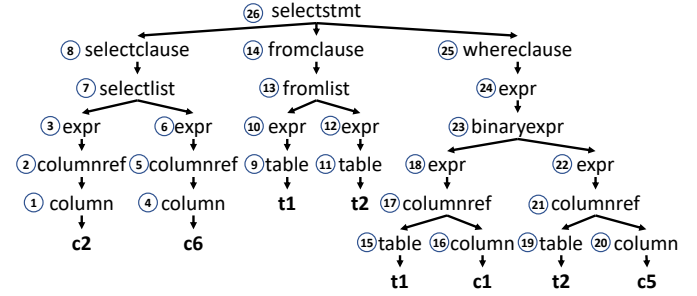 26 selectstmt
8 selectclause 14 fromclause 25 whereclause
7 selectlist 13 fromlist 24 expr
3 expr 6 expr 10 expr 12 expr 23 binaryexpr
2 columnref 5 columnref 9 table 11 table 18 expr 22 expr
1 column 4 column t1 t2 17 columnref 21 columnref
c2 c6 15 table 16 column 19 table 20 column
t1 c1 t2 c5